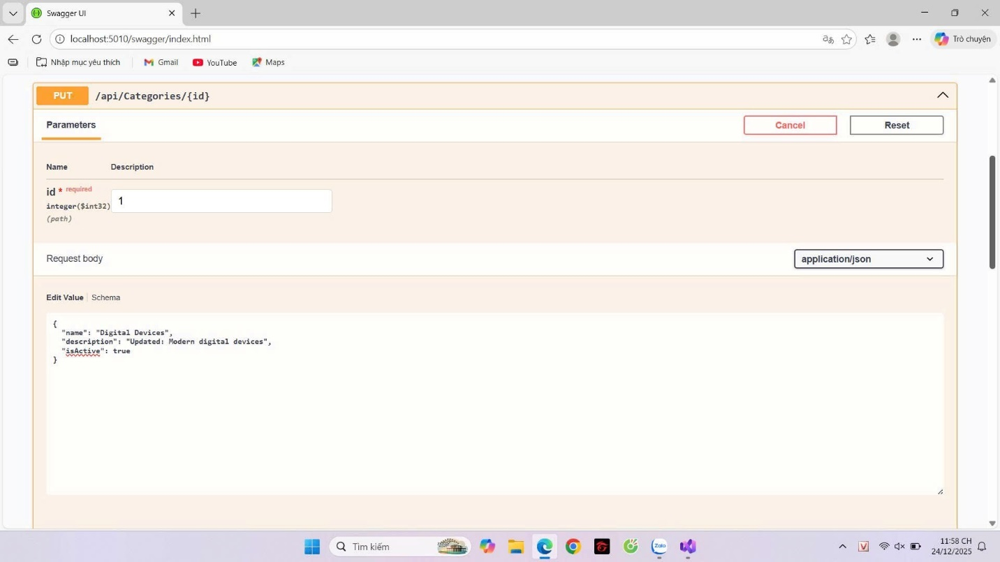 Swagger UI
localhost:5010/swagger/index.html
Trò chuyện
Nhập mục yêu thích
Gmail
YouTube
Maps
PUT /api/Categories/{id}
Parameters
Cancel
Reset
Name Description
id * required
integer($int32)
(path)
1
Request body
application/json
Edit Value | Schema
{
"name": "Digital Devices",
"description": "Updated: Modern digital devices",
"isActive": true
}
Tìm kiếm
Zalo
V
11:58 CH
24/12/2025